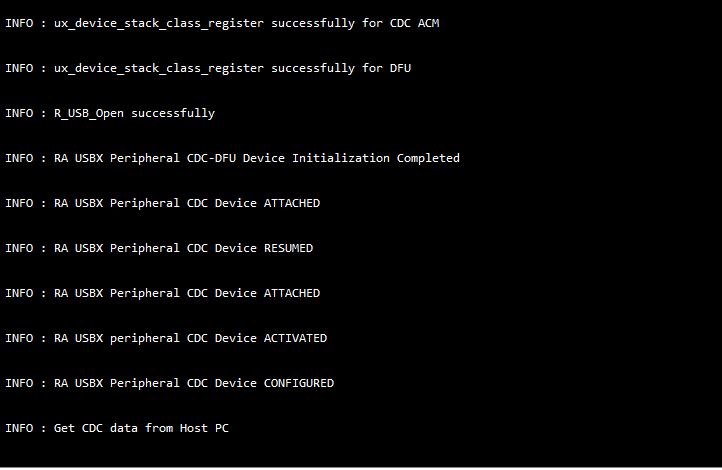 INFO : ux_device_stack_class_register successfully for CDC ACM
INFO : ux_device_stack_class_register successfully for DFU
INFO : R_USB_Open successfully
INFO : RA USBX Peripheral CDC-DFU Device Initialization Completed
INFO : RA USBX Peripheral CDC Device ATTACHED
INFO : RA USBX Peripheral CDC Device RESUMED
INFO : RA USBX Peripheral CDC Device ATTACHED
INFO : RA USBX peripheral CDC Device ACTIVATED
INFO : RA USBX Peripheral CDC Device CONFIGURED
INFO : Get CDC data from Host PC